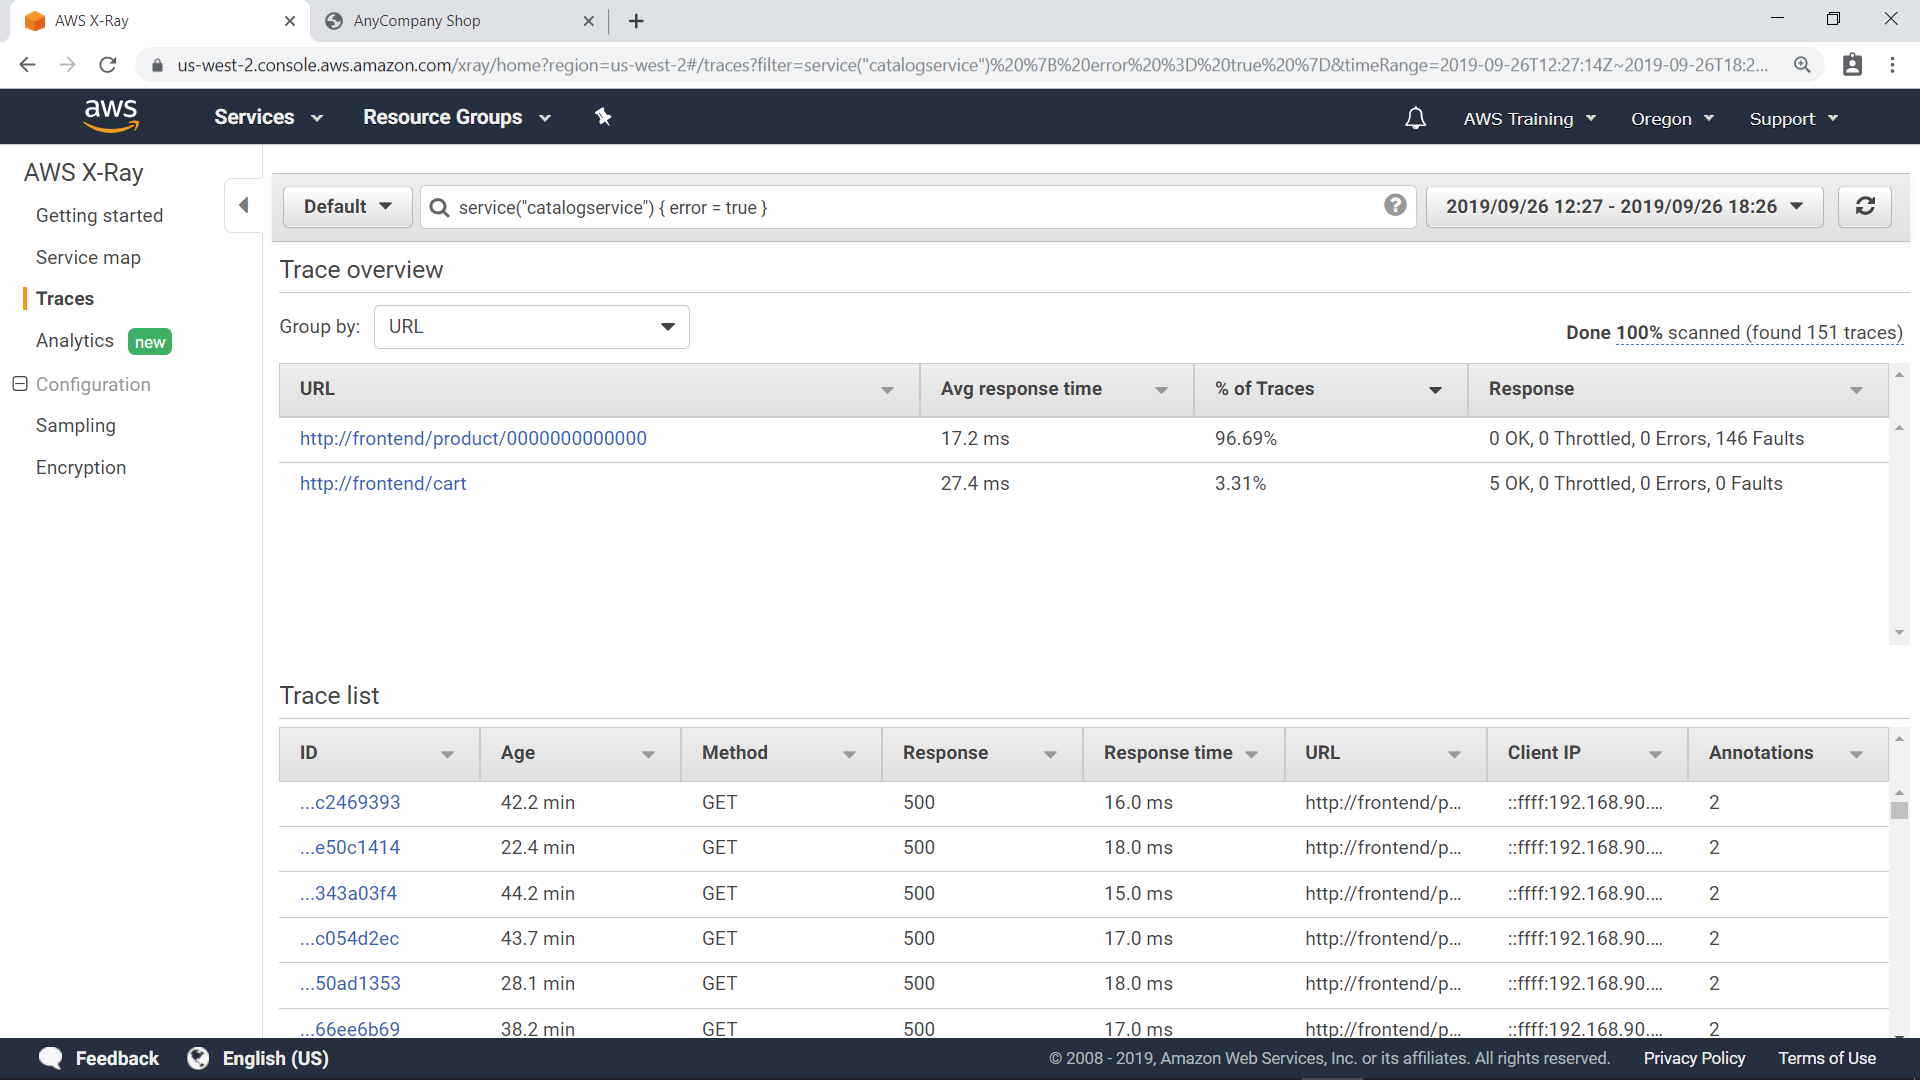 AWS X-Ray
AnyCompany Shop
us-west-2.console.aws.amazon.com/xray/home?region=us-west-2#/traces?filter=service("catalogservice")%20%7B%20error%20%3D%20true%20%7D&timeRange=2019-09-26T12:27:14Z~2019-09-26T18:2...
aws
Services
Resource Groups
AWS Training
Oregon
Support
AWS X-Ray
Getting started
Service map
Traces
Analytics new
Configuration
Sampling
Encryption
Default
service("catalogservice") { error = true }
?
2019/09/26 12:27 - 2019/09/26 18:26
Trace overview
Group by: URL
Done 100% scanned (found 151 traces)
URL Avg response time % of Traces Response
http://frontend/product/0000000000000 17.2 ms 96.69% 0 OK, 0 Throttled, 0 Errors, 146 Faults
http://frontend/cart 27.4 ms 3.31% 5 OK, 0 Throttled, 0 Errors, 0 Faults
Trace list
ID Age Method Response Response time URL Client IP Annotations
...c2469393 42.2 min GET 500 16.0 ms http://frontend/p... ::ffff:192.168.90.... 2
...e50c1414 22.4 min GET 500 18.0 ms http://frontend/p... ::ffff:192.168.90.... 2
...343a03f4 44.2 min GET 500 15.0 ms http://frontend/p... ::ffff:192.168.90.... 2
...c054d2ec 43.7 min GET 500 17.0 ms http://frontend/p... ::ffff:192.168.90.... 2
...50ad1353 28.1 min GET 500 18.0 ms http://frontend/p... ::ffff:192.168.90.... 2
...66ee6b69 38.2 min GET 500 17.0 ms http://frontend/p... ::ffff:192.168.90.... 2
Feedback
English (US)
© 2008 - 2019, Amazon Web Services, Inc. or its affiliates. All rights reserved.
Privacy Policy
Terms of Use